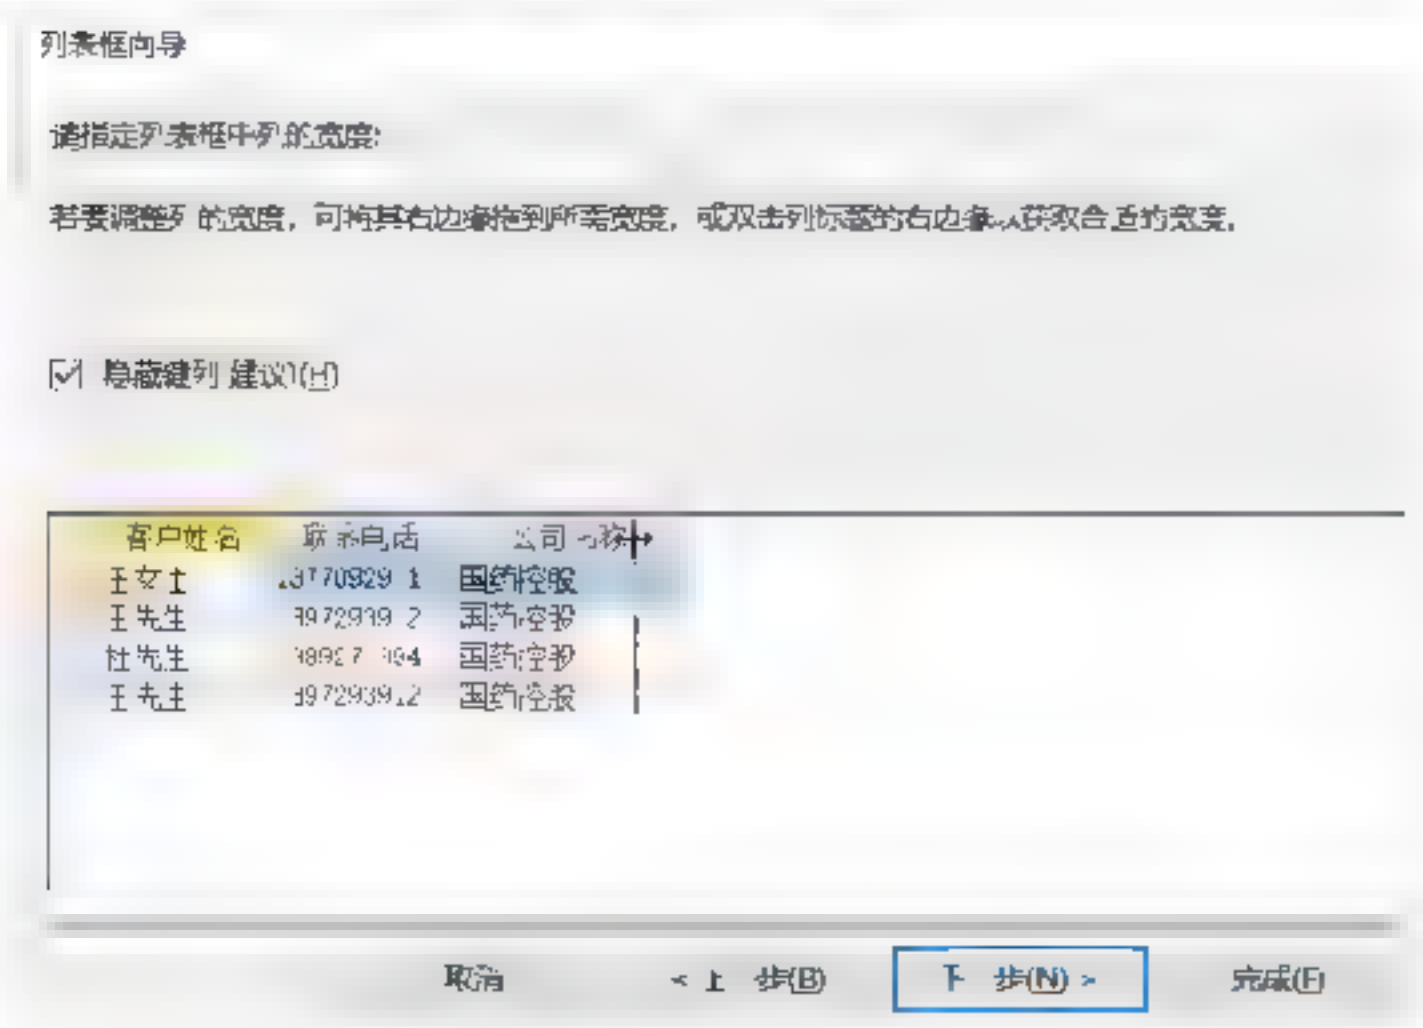 列表框向导
请指定列表框中列的宽度:
若要调整列的宽度，可将其右边缘拖到所需宽度，或双击列标题的右边缘以获取合适的宽度。
隐藏键列(建议)(H)
客户姓名 联系电话 公司名称
王女士 国药控股
王先生 国药控股
杜先生 国药控股
王先生 国药控股
取消 < 上一步(B) 下一步(N) > 完成(F)